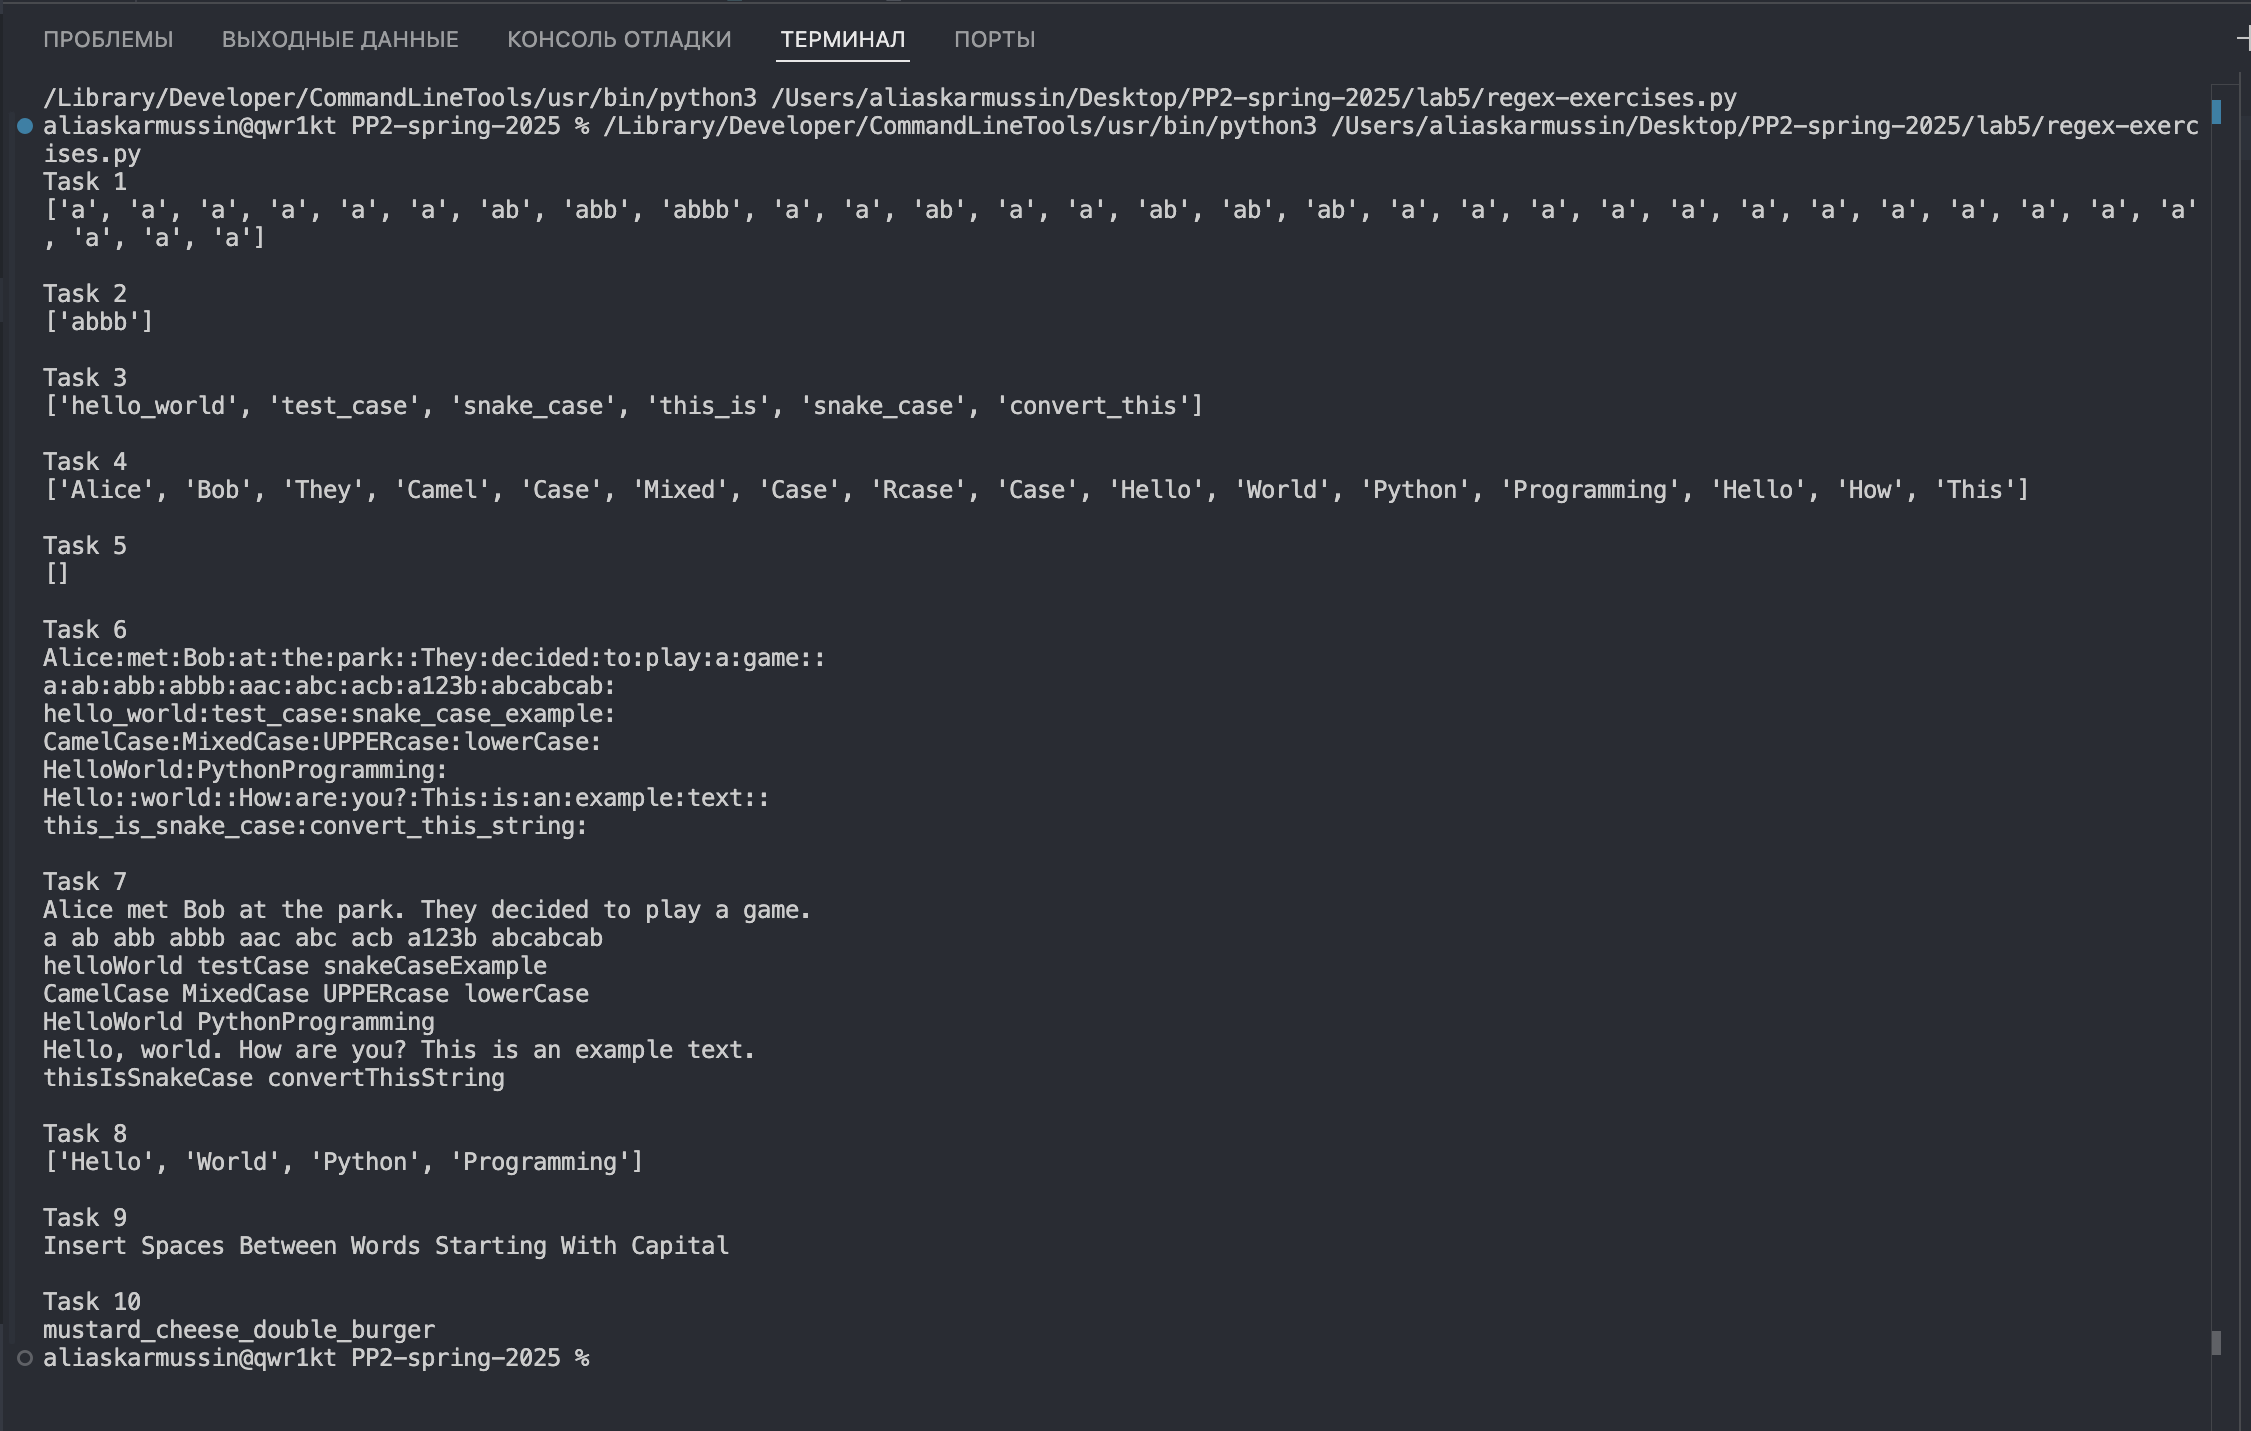 ПРОБЛЕМЫ ВЫХОДНЫЕ ДАННЫЕ КОНСОЛЬ ОТЛАДКИ ТЕРМИНАЛ ПОРТЫ
/Library/Developer/CommandLineTools/usr/bin/python3 /Users/aliaskarmussin/Desktop/PP2-spring-2025/lab5/regex-exercises.py
aliaskarmussin@qwr1kt PP2-spring-2025 % /Library/Developer/CommandLineTools/usr/bin/python3 /Users/aliaskarmussin/Desktop/PP2-spring-2025/lab5/regex-exerc
ises.py
Task 1
['a', 'a', 'a', 'a', 'a', 'a', 'ab', 'abb', 'abbb', 'a', 'a', 'ab', 'a', 'a', 'ab', 'ab', 'ab', 'a', 'a', 'a', 'a', 'a', 'a', 'a', 'a', 'a', 'a', 'a', 'a'
, 'a', 'a', 'a']
Task 2
['abbb']
Task 3
['hello_world', 'test_case', 'snake_case', 'this_is', 'snake_case', 'convert_this']
Task 4
['Alice', 'Bob', 'They', 'Camel', 'Case', 'Mixed', 'Case', 'Rcase', 'Case', 'Hello', 'World', 'Python', 'Programming', 'Hello', 'How', 'This']
Task 5
[]
Task 6
Alice:met:Bob:at:the:park::They:decided:to:play:a:game::
a:ab:abb:abbb:aac:abc:acb:a123b:abcabcab:
hello_world:test_case:snake_case_example:
CamelCase:MixedCase:UPPERcase:lowerCase:
HelloWorld:PythonProgramming:
Hello::world::How:are:you?:This:is:an:example:text::
this_is_snake_case:convert_this_string:
Task 7
Alice met Bob at the park. They decided to play a game.
a ab abb abbb aac abc acb a123b abcabcab
helloWorld testCase snakeCaseExample
CamelCase MixedCase UPPERcase lowerCase
HelloWorld PythonProgramming
Hello, world. How are you? This is an example text.
thisIsSnakeCase convertThisString
Task 8
['Hello', 'World', 'Python', 'Programming']
Task 9
Insert Spaces Between Words Starting With Capital
Task 10
mustard_cheese_double_burger
aliaskarmussin@qwr1kt PP2-spring-2025 %